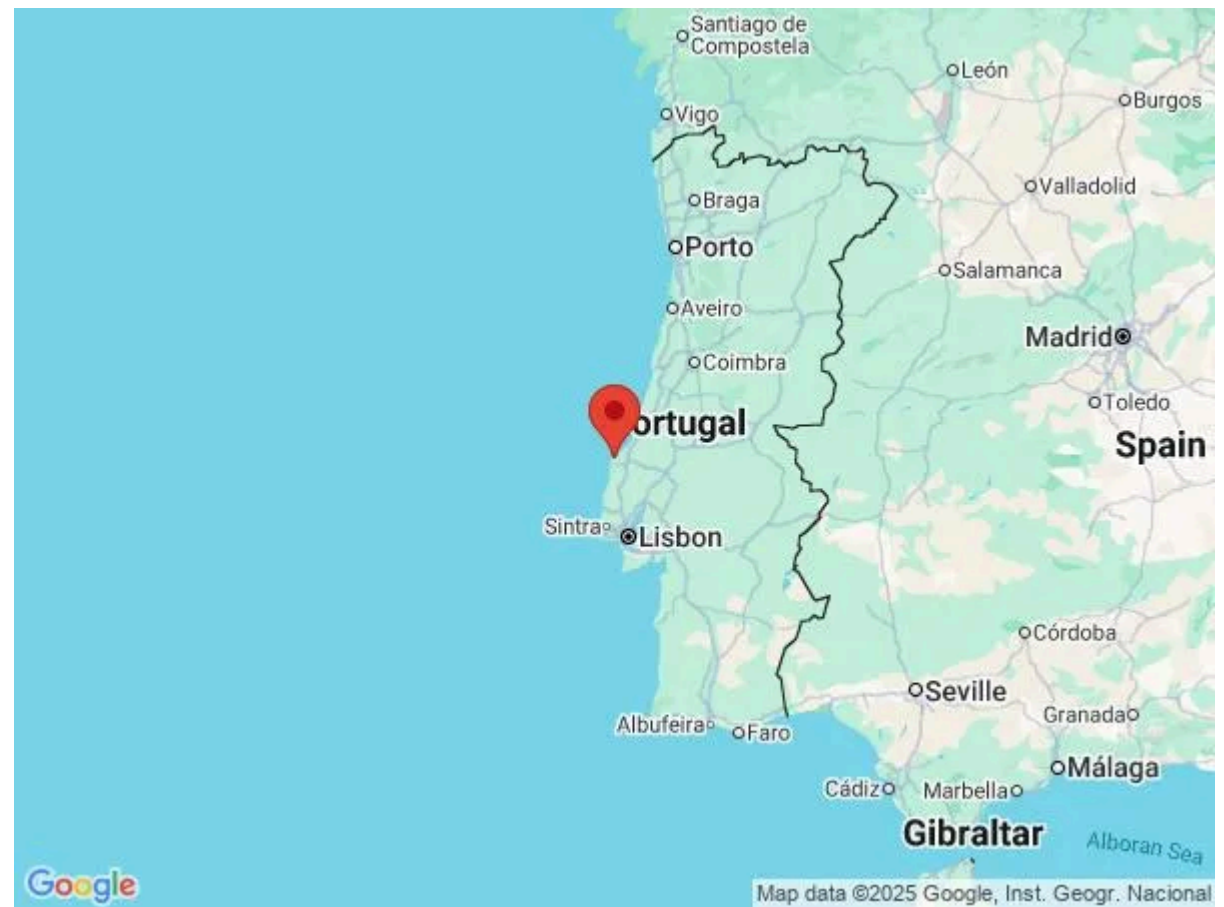 Santiago de
Compostela
León
Burgos
Vigo
Valladolid
Braga
Porto
Salamanca
Aveiro
Madrid
Coimbra
Toledo
ortugal
Spain
Sintra
Lisbon
Córdoba
Seville
Granada
Albufeira
Faro
Málaga
Cádiz
Marbella
Gibraltar
Alboran Sea
Google
Map data ©2025 Google, Inst. Geogr. Nacional